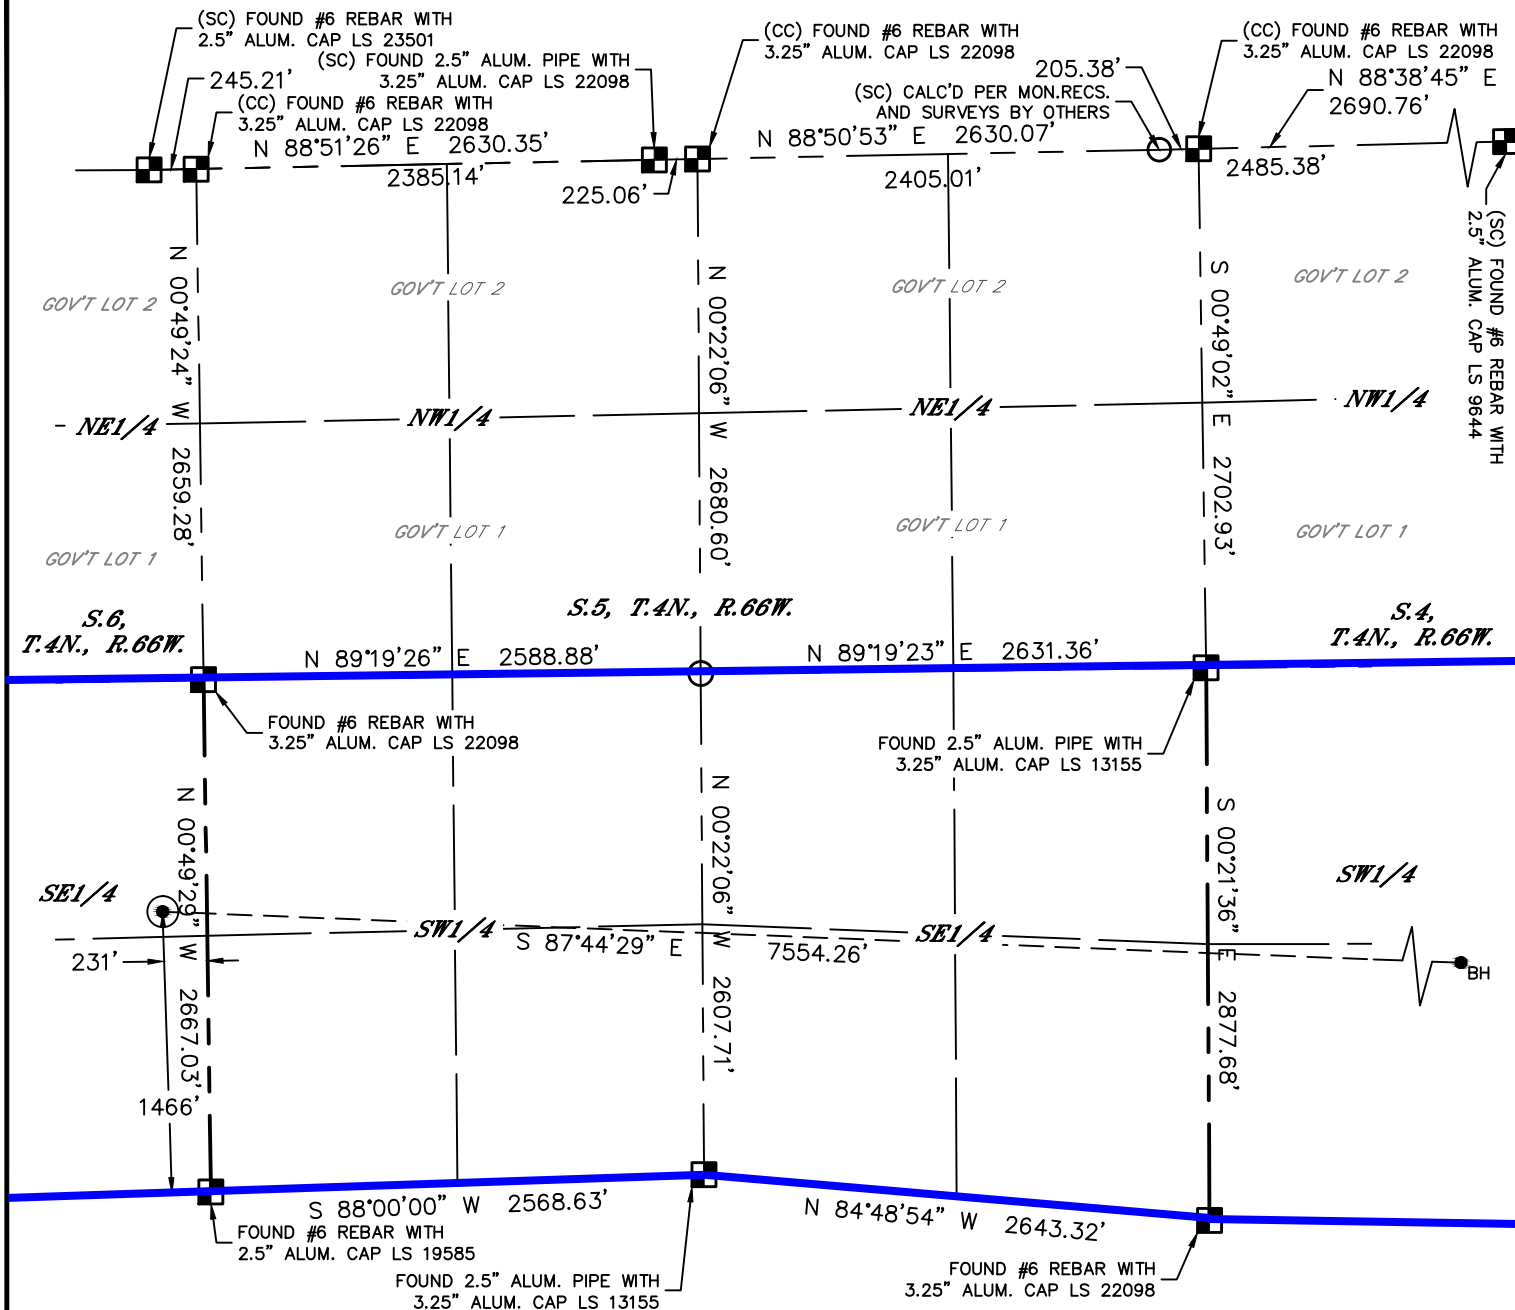 (SC) FOUND #6 REBAR WITH
2.5" ALUM. CAP LS 23501
(SC) FOUND 2.5" ALUM. PIPE WITH
3.25" ALUM. CAP LS 22098
245.21'
(CC) FOUND #6 REBAR WITH
3.25" ALUM. CAP LS 22098
(CC) FOUND #6 REBAR WITH
3.25" ALUM. CAP LS 22098
205.38'
(SC) CALC'D PER MON.RECS.
AND SURVEYS BY OTHERS
(CC) FOUND #6 REBAR WITH
3.25" ALUM. CAP LS 22098
N 88°38'45" E
2690.76'
N 88°51'26" E 2630.35'
2385.14'
225.06'
N 88°50'53" E 2630.07'
2405.01'
2485.38'
(SC) FOUND #6 REBAR WITH
2.5" ALUM. CAP LS 9644
N 00°49'24" W 2659.28'
N 00°22'06" W 2680.60'
S 00°49'02" E 2702.93'
GOV'T LOT 2
GOV'T LOT 2
GOV'T LOT 2
GOV'T LOT 2
NE1/4
NW1/4
NE1/4
NW1/4
GOV'T LOT 1
GOV'T LOT 1
GOV'T LOT 1
GOV'T LOT 1
S.6,
T.4N., R.66W.
S.5, T.4N., R.66W.
S.4,
T.4N., R.66W.
N 89°19'26" E 2588.88'
N 89°19'23" E 2631.36'
FOUND #6 REBAR WITH
3.25" ALUM. CAP LS 22098
FOUND 2.5" ALUM. PIPE WITH
3.25" ALUM. CAP LS 13155
N 00°49'29" W 2667.03'
N 00°22'06" W 2607.71'
S 00°21'36" E 2877.68'
SE1/4
SW1/4
SE1/4
SW1/4
S 87°44'29" E 7554.26'
231'
BH
1466'
S 88°00'00" W 2568.63'
N 84°48'54" W 2643.32'
FOUND #6 REBAR WITH
2.5" ALUM. CAP LS 19585
FOUND 2.5" ALUM. PIPE WITH
3.25" ALUM. CAP LS 13155
FOUND #6 REBAR WITH
3.25" ALUM. CAP LS 22098